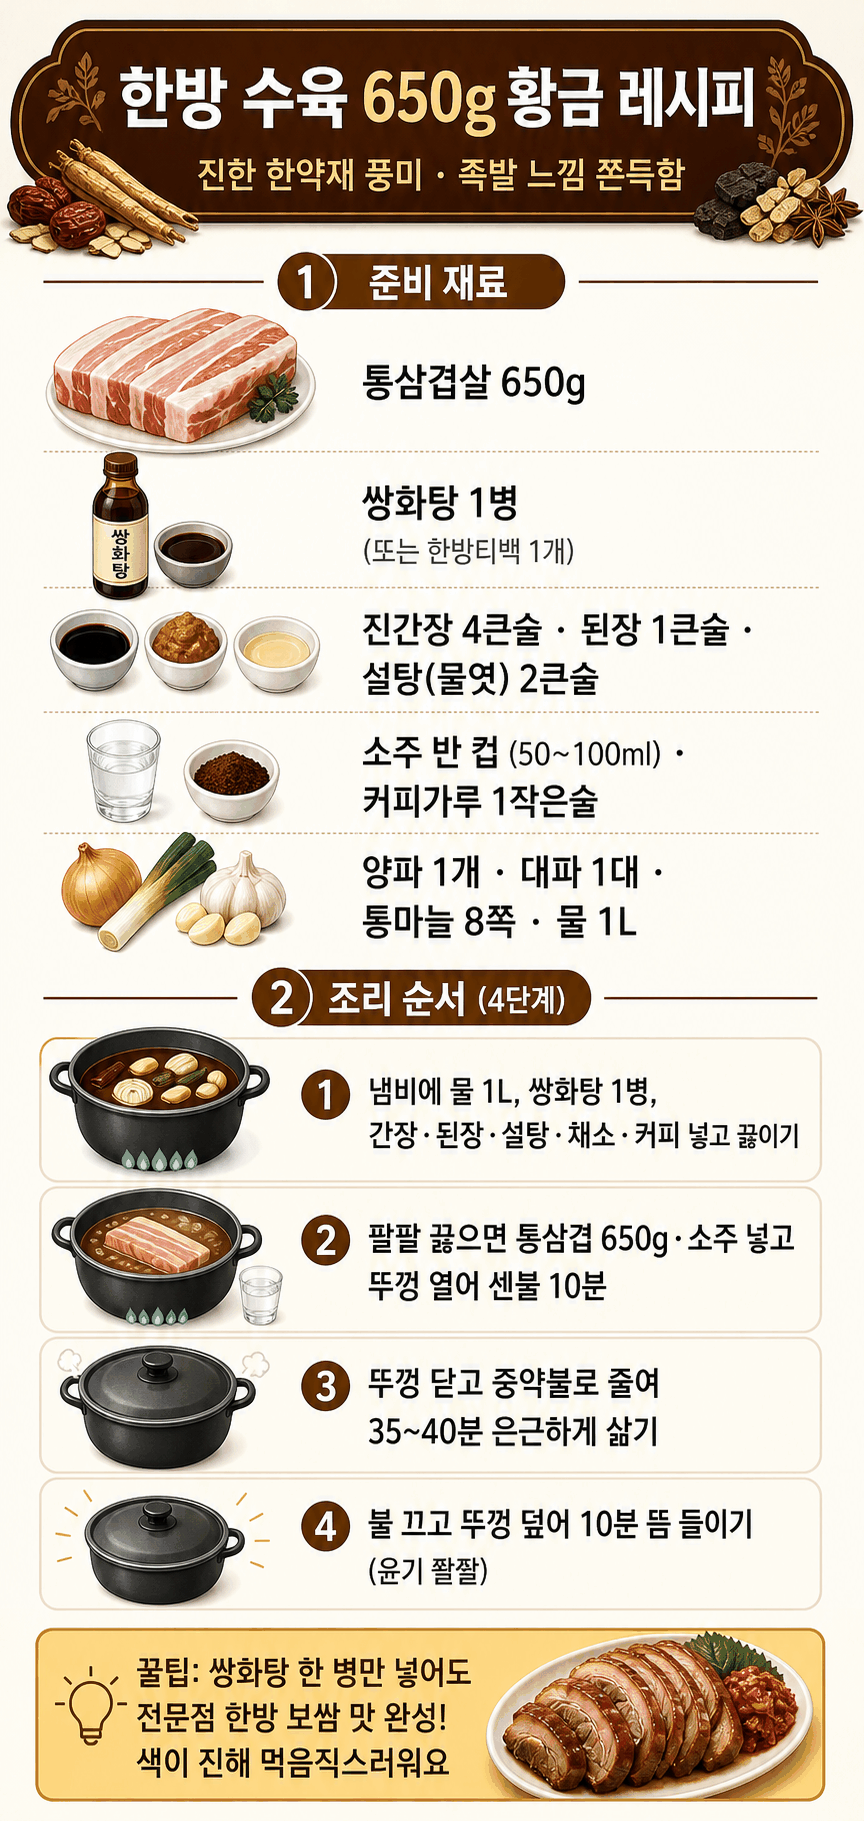 한방 수육 650g 황금 레시피
진한 한약재 풍미 · 족발 느낌 쫀득함
1 준비 재료
통삼겹살 650g
쌍화탕
쌍화탕 1병
(또는 한방티백 1개)
진간장 4큰술 · 된장 1큰술 ·
설탕(물엿) 2큰술
소주 반 컵 (50~100ml) ·
커피가루 1작은술
양파 1개 · 대파 1대 ·
통마늘 8쪽 · 물 1L
2 조리 순서 (4단계)
1 냄비에 물 1L, 쌍화탕 1병,
간장·된장·설탕·채소·커피 넣고 끓이기
2 팔팔 끓으면 통삼겹 650g·소주 넣고
뚜껑 열어 센불 10분
3 뚜껑 닫고 중약불로 줄여
35~40분 은근하게 삶기
4 불 끄고 뚜껑 덮어 10분 뜸 들이기
(윤기 좔좔)
꿀팁: 쌍화탕 한 병만 넣어도
전문점 한방 보쌈 맛 완성!
색이 진해 먹음직스러워요